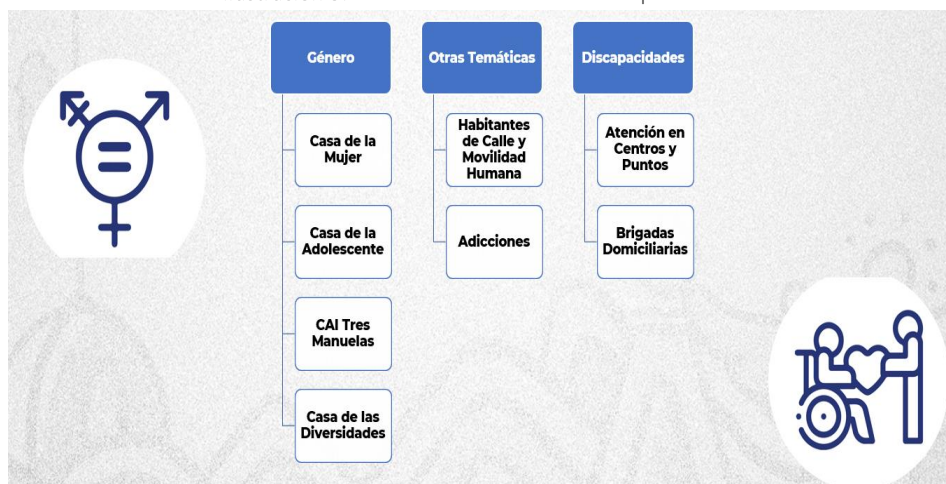 Género
Casa de la
Mujer
Casa de la
Adolescente
CAI Tres
Manuelas
Casa de las
Diversidades
Otras Temáticas
Habitantes
de Calle y
Movilidad
Humana
Adicciones
Discapacidades
Atención en
Centros y
Puntos
Brigadas
Domiciliarias